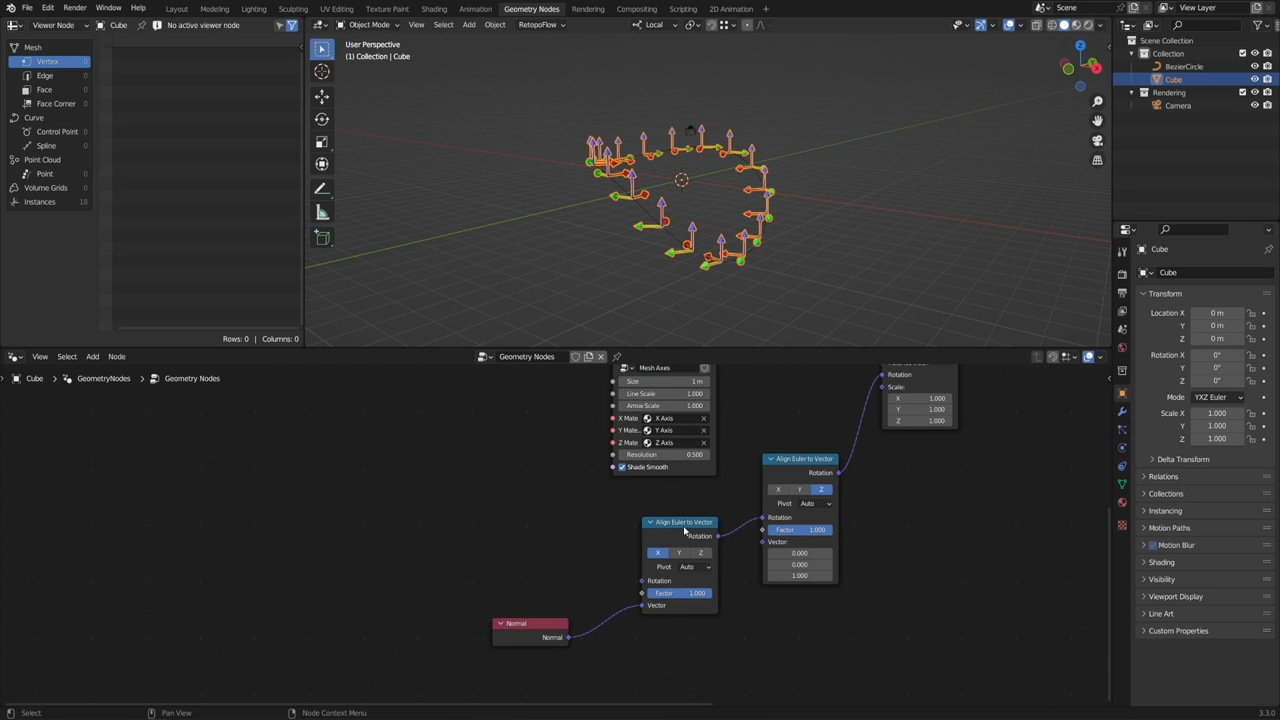 File Edit Render Window Help
Layout Modeling Sculpting UV Editing Texture Paint Shading Animation Geometry Nodes Rendering Compositing Scripting 2D Animation
Scene
View Layer
Viewer Node
Cube
No active viewer node
Mesh
Vertex 0
Edge 0
Face 0
Face Corner 0
Curve
Control Point 0
Spline 0
Point Cloud
Point 0
Volume Grids 0
Instances 18
Rows: 0 | Columns: 0
Object Mode
View Select Add Object RetopoFlow
Local
User Perspective
(1) Collection | Cube
Z
X
Scene Collection
Collection
BezierCircle
Cube
Rendering
Camera
View Select Add Node
Geometry Nodes
Cube > GeometryNodes > Geometry Nodes
Mesh Axes
Size 1 m
Line Scale 1.000
Arrow Scale 1.000
X Mate X Axis
Y Mate.. Y Axis
Z Mate Z Axis
Resolution 0.500
Shade Smooth
Rotation
Scale:
X 1.000
Y 1.000
Z 1.000
Align Euler to Vector
Rotation
X Y Z
Pivot Auto
Rotation
Factor 1.000
Vector:
0.000
0.000
1.000
Align Euler to Vector
Rotation
X Y Z
Pivot Auto
Rotation
Factor 1.000
Vector
Normal
Normal
Cube
Cube
Transform
Location X 0 m
Y 0 m
Z 0 m
Rotation X 0°
Y 0°
Z 0°
Mode YXZ Euler
Scale X 1.000
Y 1.000
Z 1.000
Delta Transform
Relations
Collections
Instancing
Motion Paths
Motion Blur
Shading
Visibility
Viewport Display
Line Art
Custom Properties
Select
Pan View
Node Context Menu
3.3.0